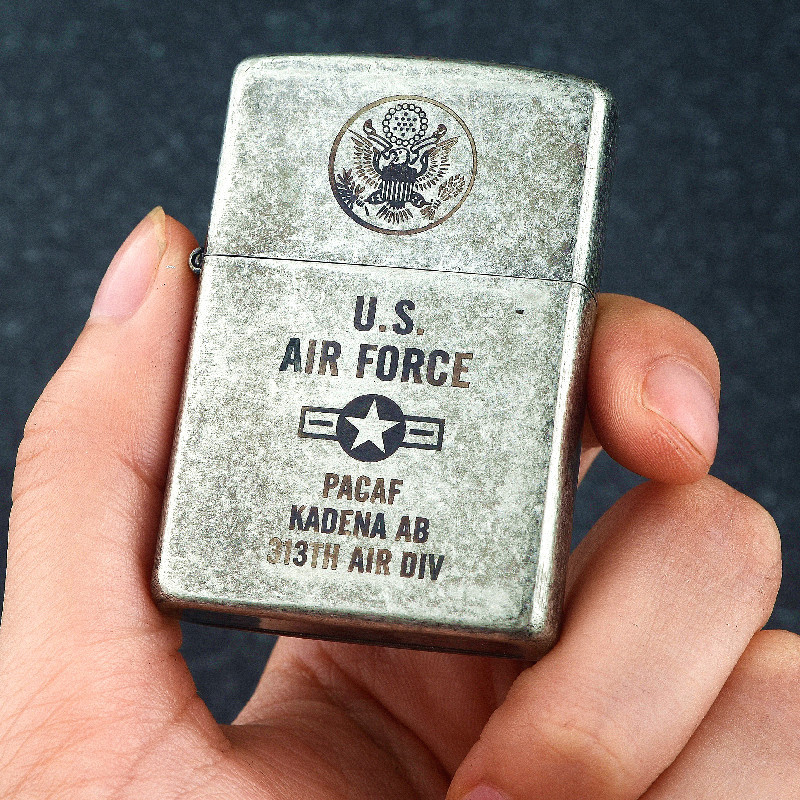 U.S.
AIR FORCE
PACAF
KADENA AB
313TH AIR DIV